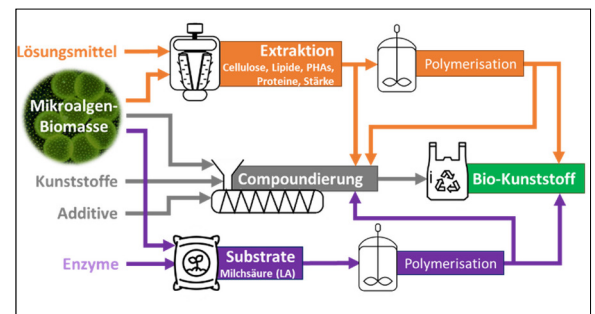 Lösungsmittel
Extraktion
Cellulose, Lipide, PHAs,
Proteine, Stärke
Polymerisation
Mikroalgen-
Biomasse
Kunststoffe
Compoundierung
i
Bio-Kunststoff
Additive
Enzyme
Substrate
Milchsäure (LA)
Polymerisation